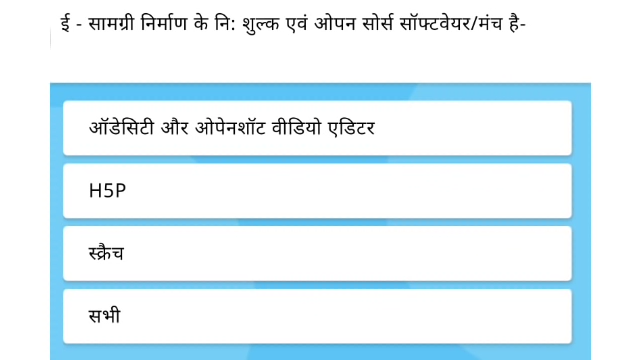 ई - सामग्री निर्माण के नि: शुल्क एवं ओपन सोर्स सॉफ्टवेयर/मंच है-
ऑडेसिटी और ओपेनशॉट वीडियो एडिटर
H5P
स्क्रैच
सभी